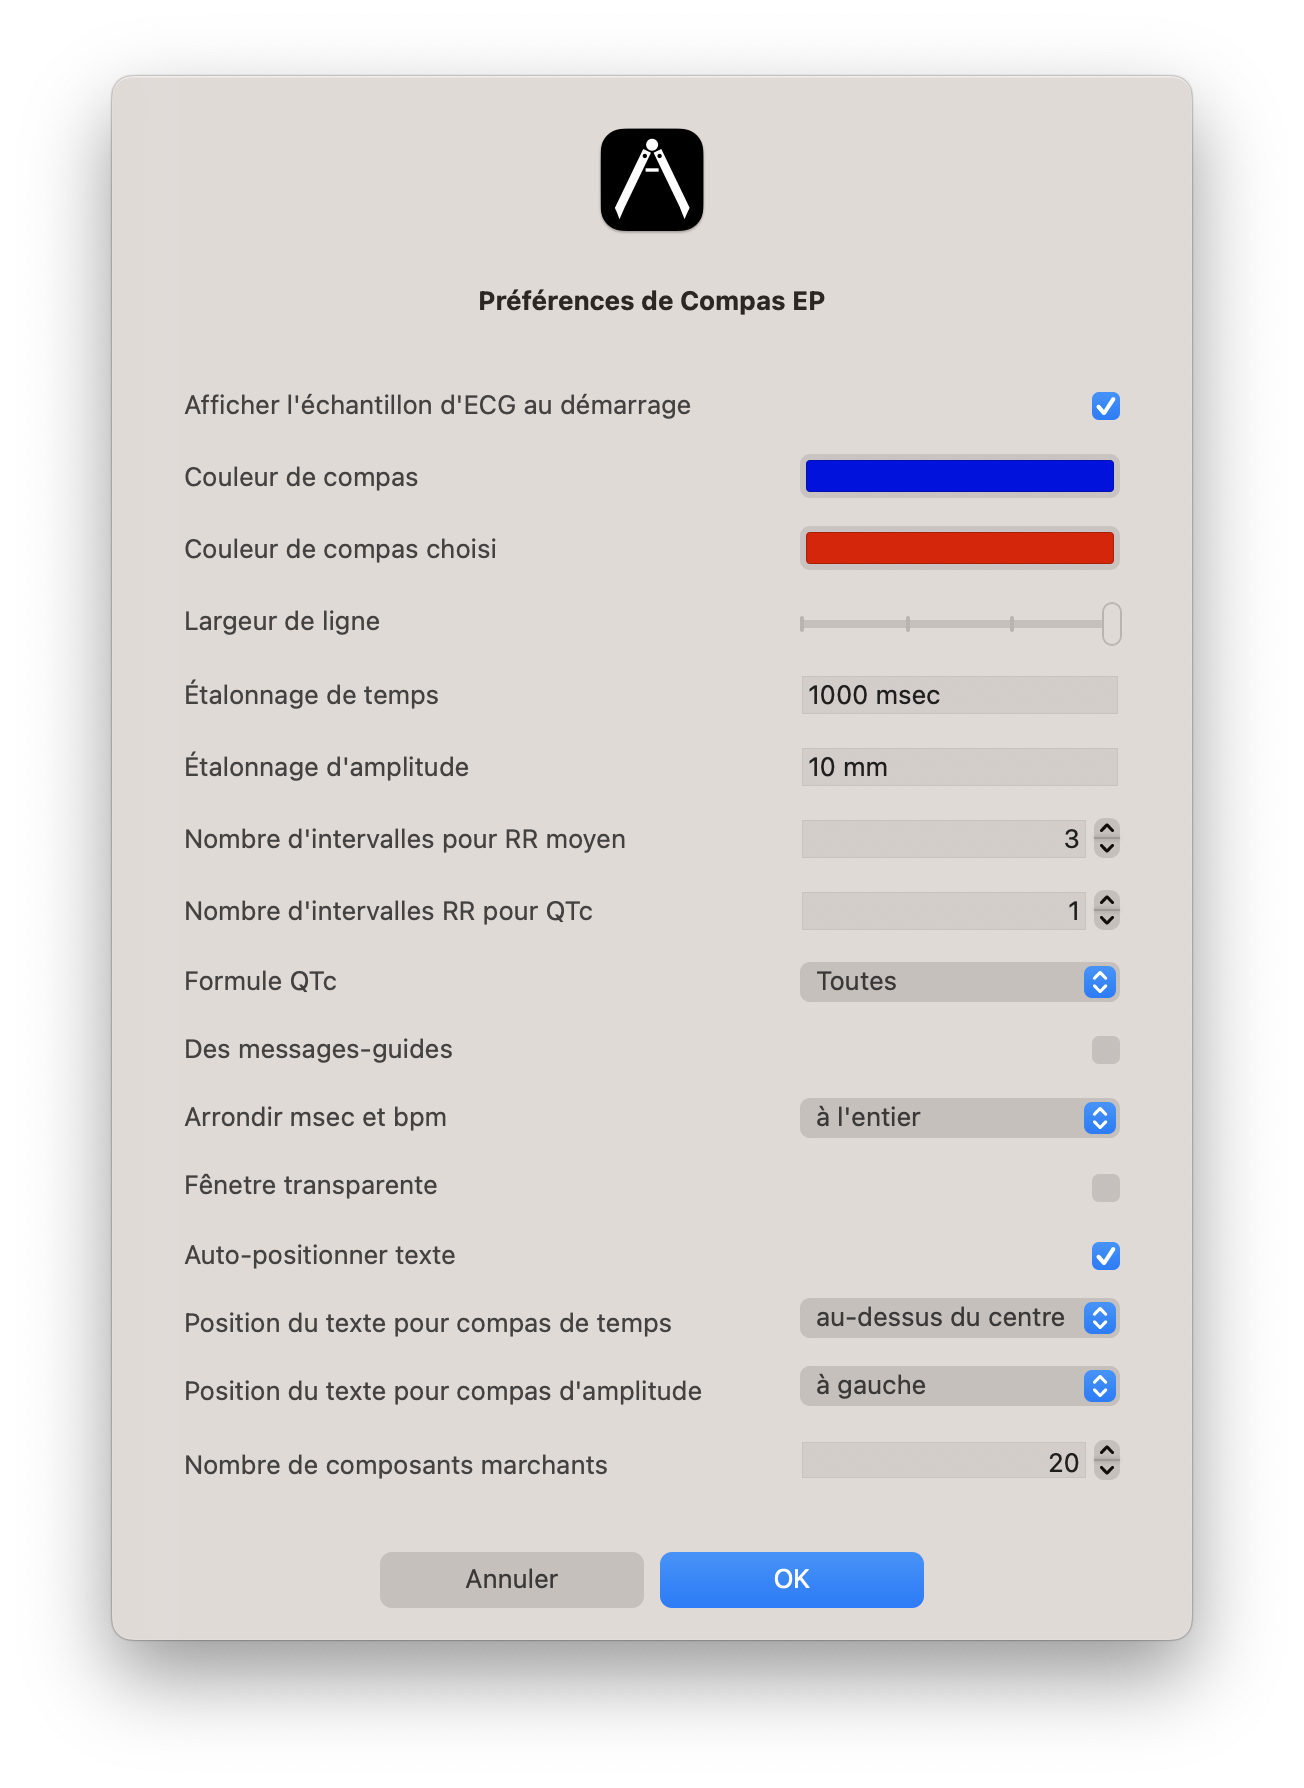 Préférences de Compas EP
Afficher l'échantillon d'ECG au démarrage
Couleur de compas
Couleur de compas choisi
Largeur de ligne
Étalonnage de temps 1000 msec
Étalonnage d'amplitude 10 mm
Nombre d'intervalles pour RR moyen 3
Nombre d'intervalles RR pour QTc 1
Formule QTc Toutes
Des messages-guides
Arrondir msec et bpm à l'entier
Fênetre transparente
Auto-positionner texte
Position du texte pour compas de temps au-dessus du centre
Position du texte pour compas d'amplitude à gauche
Nombre de composants marchants 20
Annuler OK